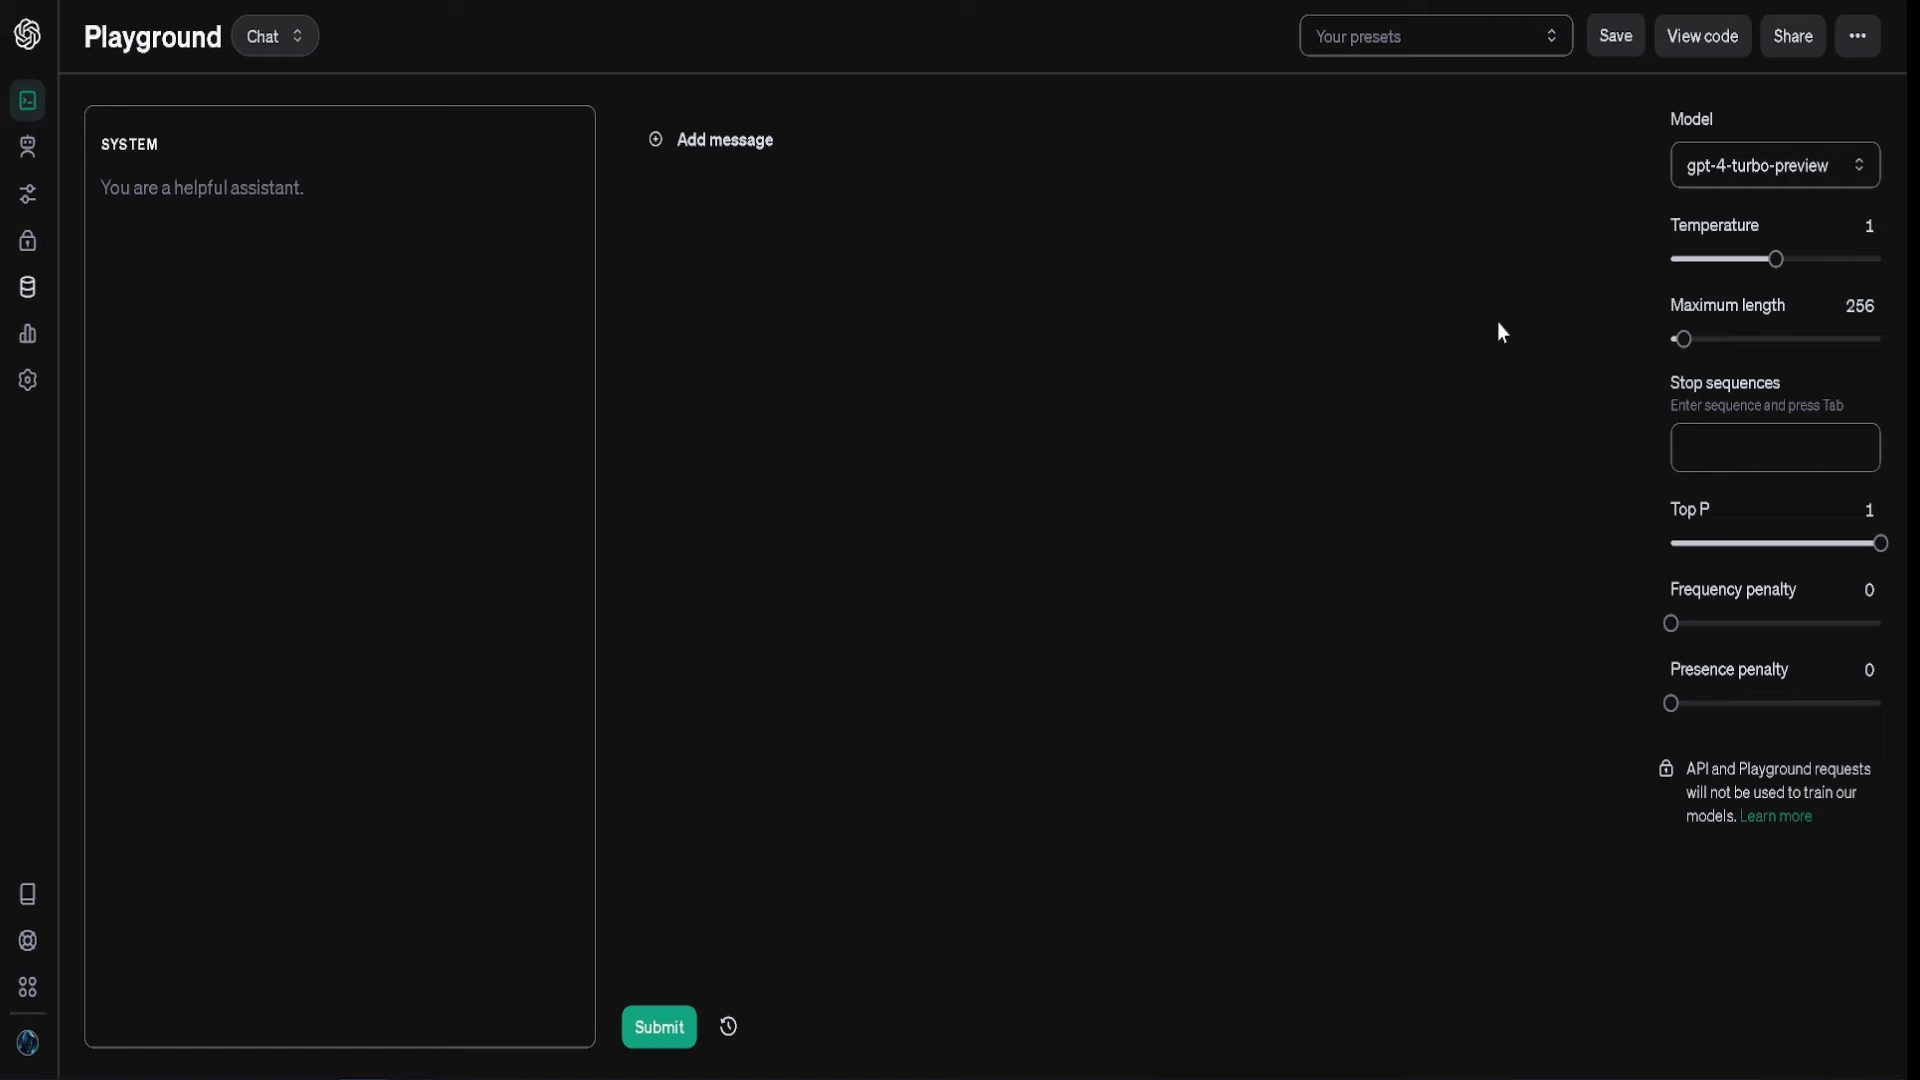 Playground
Chat
Your presets
Save
View code
Share
SYSTEM
You are a helpful assistant.
Add message
Submit
Model
gpt-4-turbo-preview
Temperature 1
Maximum length 256
Stop sequences
Enter sequence and press Tab
Top P 1
Frequency penalty 0
Presence penalty 0
API and Playground requests
will not be used to train our
models. Learn more